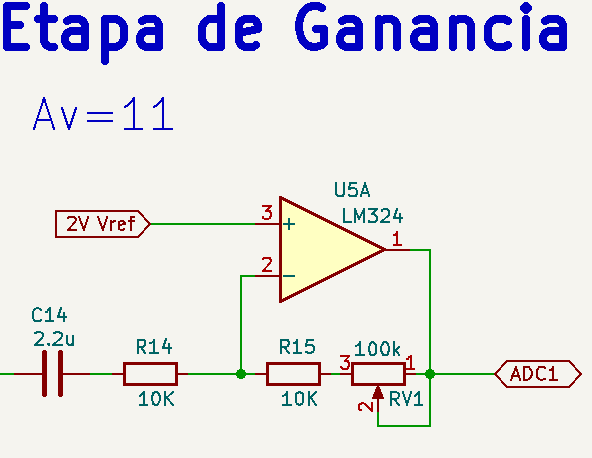 Etapa de Ganancia
Av=11
U5A
LM324
2V Vref
3
+
1
2
−
C14
2.2u
R14
10K
R15
10K
100k
3
1
2
RV1
ADC1